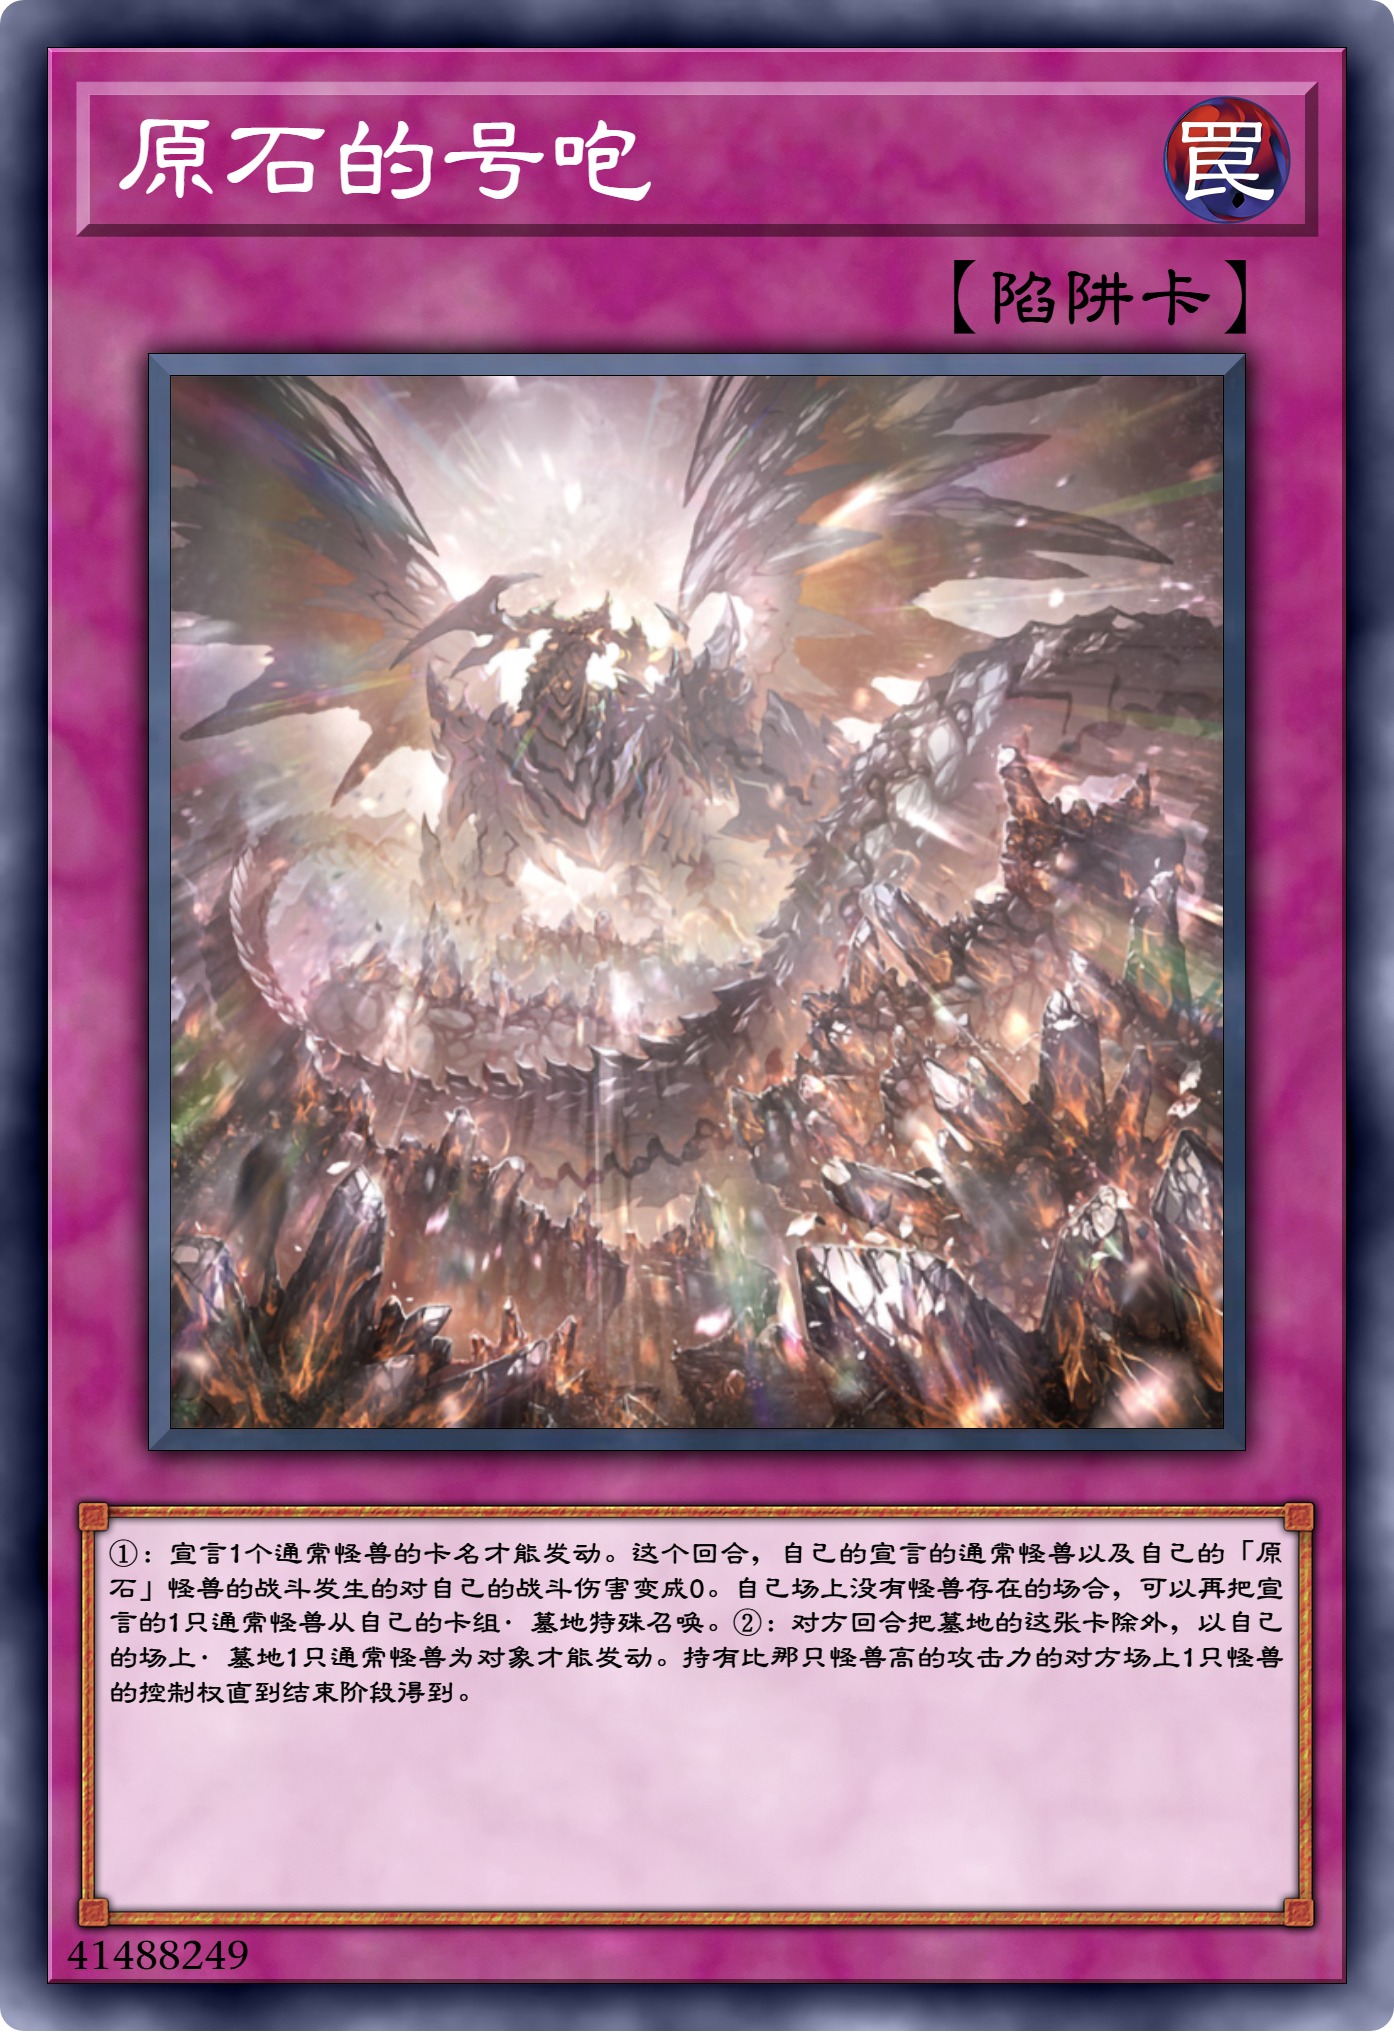 原石的号咆
罠
【陷阱卡】
①：宣言1个通常怪兽的卡名才能发动。这个回合，自己的宣言的通常怪兽以及自己的「原
石」怪兽的战斗发生的对自己的战斗伤害变成0。自己场上没有怪兽存在的场合，可以再把宣
言的1只通常怪兽从自己的卡组·墓地特殊召唤。②：对方回合把墓地的这张卡除外，以自己
的场上·墓地1只通常怪兽为对象才能发动。持有比那只怪兽高的攻击力的对方场上1只怪兽
的控制权直到结束阶段得到。
41488249